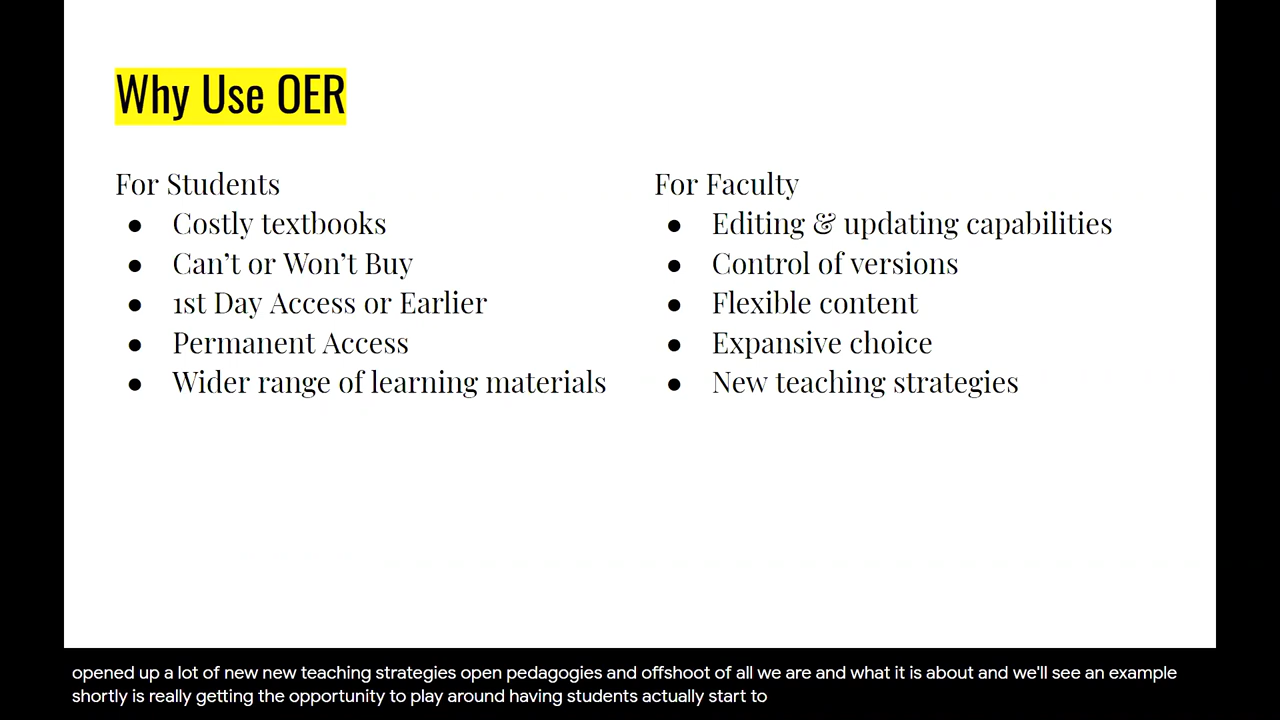 Why Use OER
For Students
● Costly textbooks
● Can’t or Won’t Buy
● 1st Day Access or Earlier
● Permanent Access
● Wider range of learning materials
For Faculty
● Editing & updating capabilities
● Control of versions
● Flexible content
● Expansive choice
● New teaching strategies
opened up a lot of new new teaching strategies open pedagogies and offshoot of all we are and what it is about and we'll see an example
shortly is really getting the opportunity to play around having students actually start to